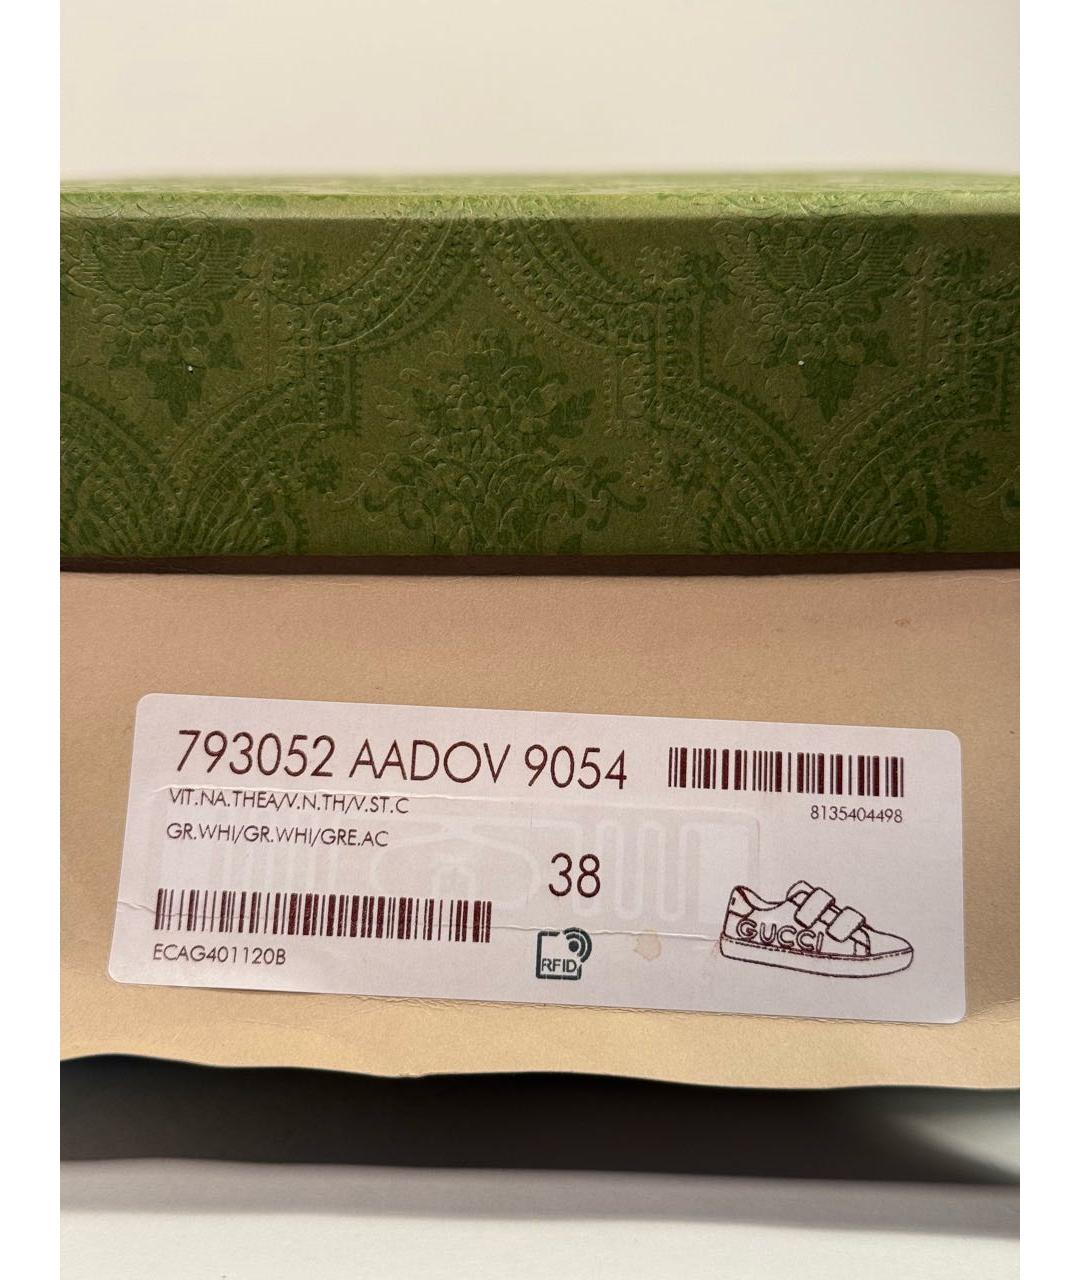 793052 AADOV 9054
8135404498
VIT.NA.THEA/V.N.TH/V.ST.C
GR.WHI/GR.WHI/GRE.AC
38
ECAG401120B
RFID
GUCCI